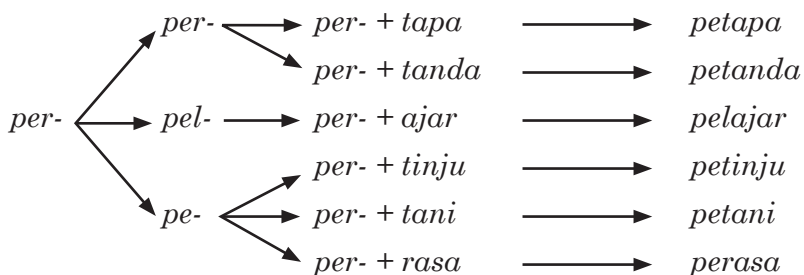 per- per- + tapa petapa
per- + tanda petanda
per- pel- per- + ajar pelajar
per- + tinju petinju
pe- per- + tani petani
per- + rasa perasa